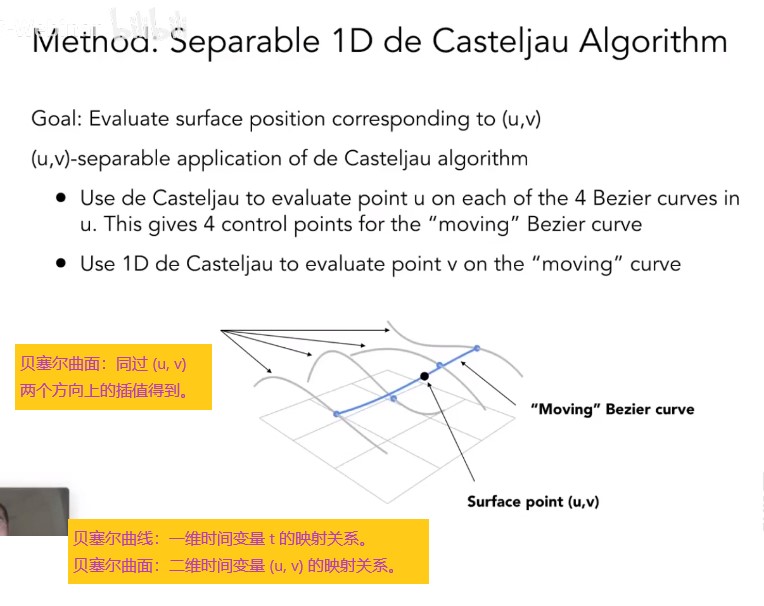 Method: Separable 1D de Casteljau Algorithm
Goal: Evaluate surface position corresponding to (u,v)
(u,v)-separable application of de Casteljau algorithm
• Use de Casteljau to evaluate point u on each of the 4 Bezier curves in
u. This gives 4 control points for the “moving” Bezier curve
• Use 1D de Casteljau to evaluate point v on the “moving” curve
贝塞尔曲面：同过 (u, v)
两个方向上的插值得到。
“Moving” Bezier curve
Surface point (u,v)
贝塞尔曲线：一维时间变量 t 的映射关系。
贝塞尔曲面：二维时间变量 (u, v) 的映射关系。